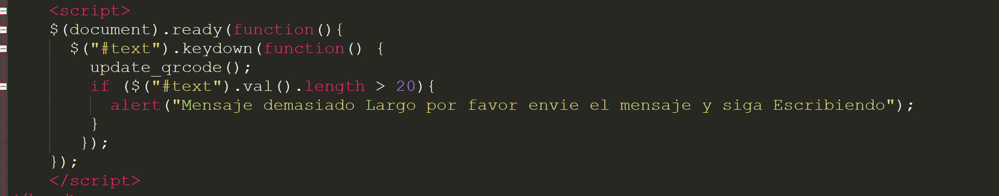 <script>
$(document).ready(function(){
$("#text").keydown(function() {
update_qrcode();
if ($("#text").val().length > 20){
alert("Mensaje demasiado Largo por favor envie el mensaje y siga Escribiendo");
}
});
});
</script>